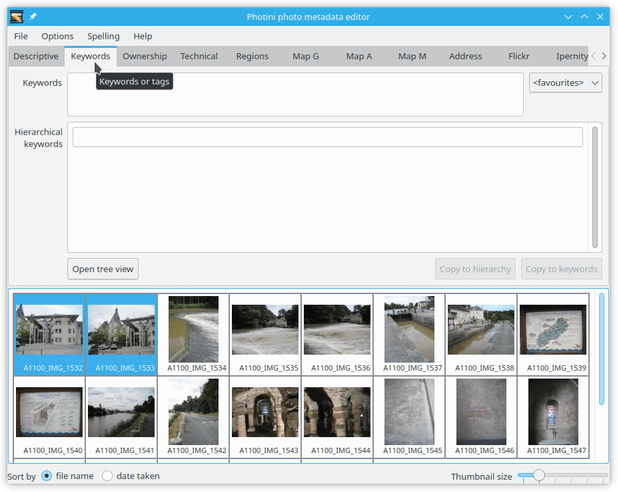 Photini photo metadata editor
File Options Spelling Help
Descriptive Keywords Ownership Technical Regions Map G Map A Map M Address Flickr Ipernity
Keywords
Keywords or tags
<favourites>
Hierarchical
keywords
Open tree view
Copy to hierarchy
Copy to keywords
A1100_IMG_1532 A1100_IMG_1533 A1100_IMG_1534 A1100_IMG_1535 A1100_IMG_1536 A1100_IMG_1537 A1100_IMG_1538 A1100_IMG_1539
A1100_IMG_1540 A1100_IMG_1541 A1100_IMG_1542 A1100_IMG_1543 A1100_IMG_1544 A1100_IMG_1545 A1100_IMG_1546 A1100_IMG_1547
Sort by file name date taken Thumbnail size